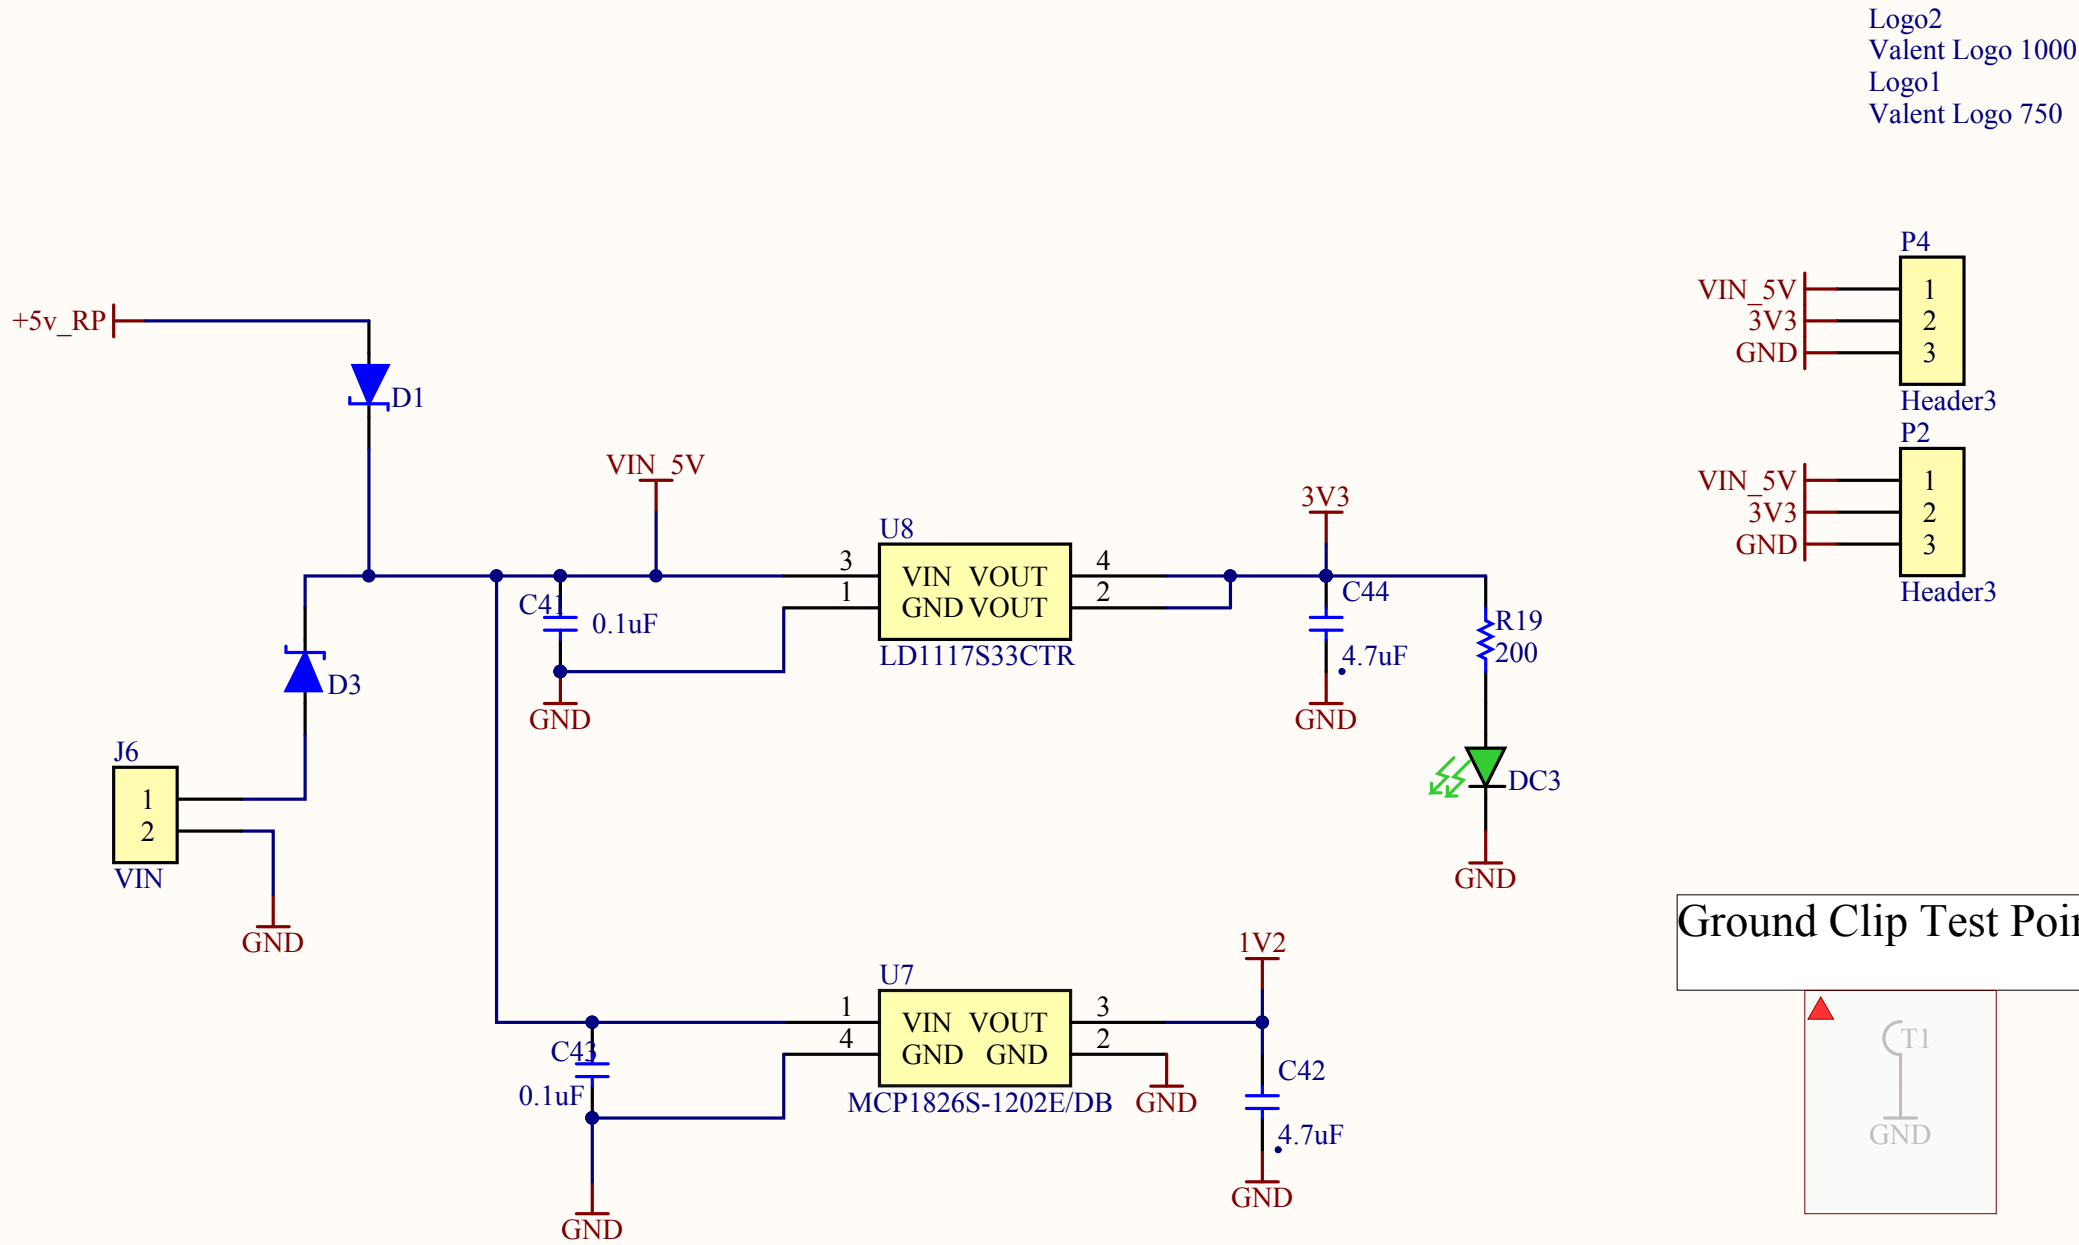 Logo2
Valent Logo 1000
Logo1
Valent Logo 750
P4
VIN_5V
1
3V3
2
GND
3
Header3
P2
VIN_5V
1
3V3
2
GND
3
Header3
+5v_RP
D1
VIN_5V
3V3
U8
3
VIN VOUT
4
1
GND VOUT
2
LD1117S33CTR
C41
0.1uF
GND
C44
4.7uF
GND
R19
200
DC3
GND
D3
J6
1
2
VIN
GND
1V2
U7
1
VIN VOUT
3
4
GND GND
2
MCP1826S-1202E/DB
GND
C43
0.1uF
GND
C42
4.7uF
GND
Ground Clip Test
T1
GND